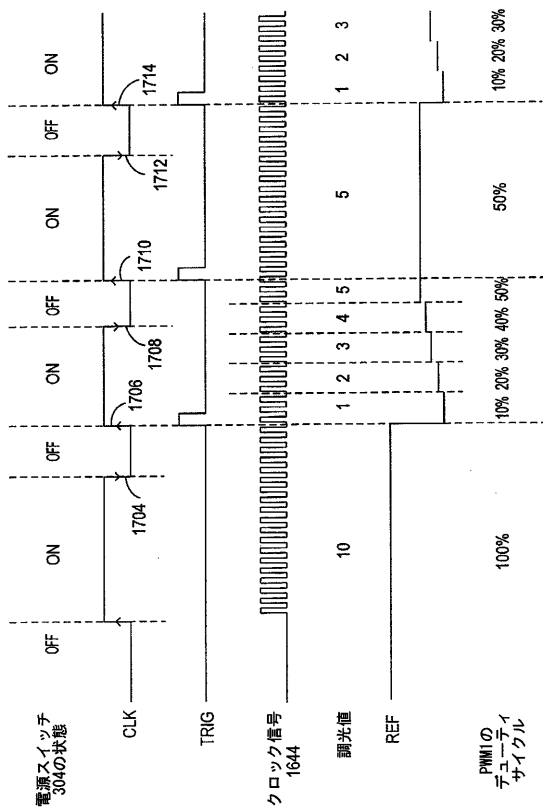 電源スイッチ
304の状態
OFF
ON
OFF
ON
OFF
ON
OFF
ON
CLK
1704
1706
1708
1710
1712
1714
TRIG
クロック信号
1644
調光値
10
1
2
3
4
5
5
1
2
3
REF
PWM1の
デューティ
サイクル
100%
10% 20% 30% 40% 50%
50%
10% 20% 30%